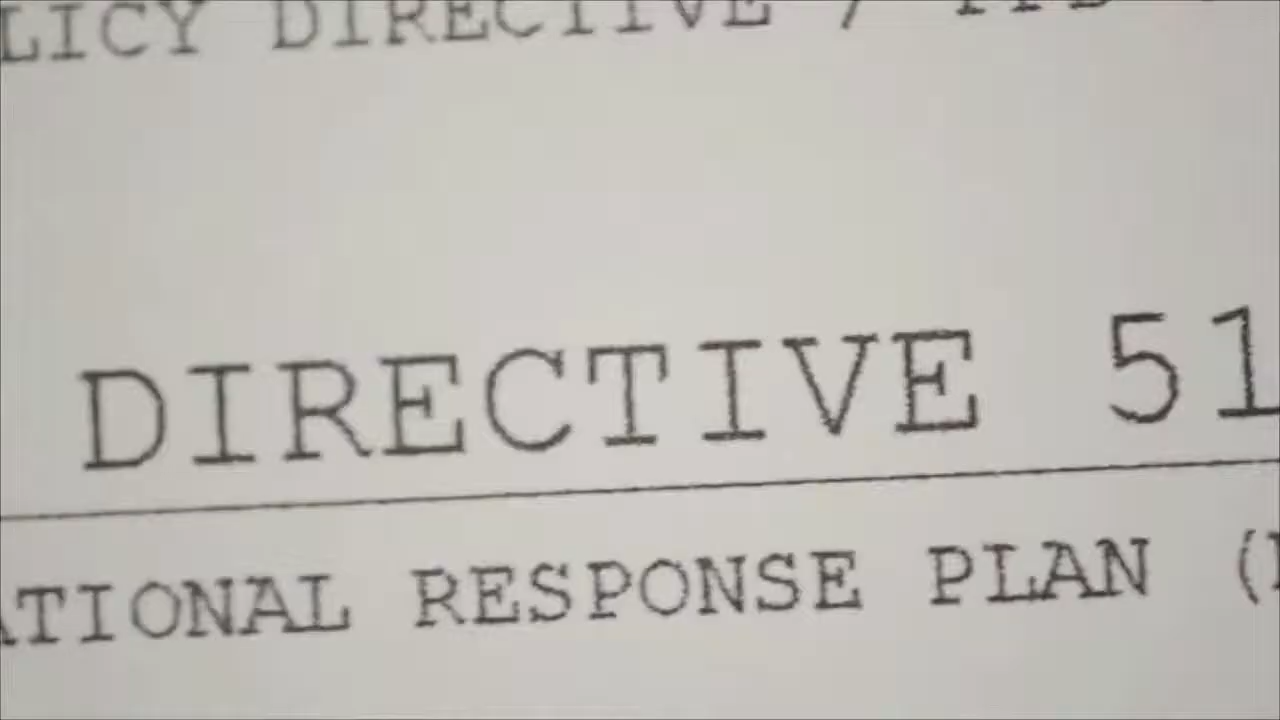 LICY DIRECTIVE /
DIRECTIVE 51
ATIONAL RESPONSE PLAN (